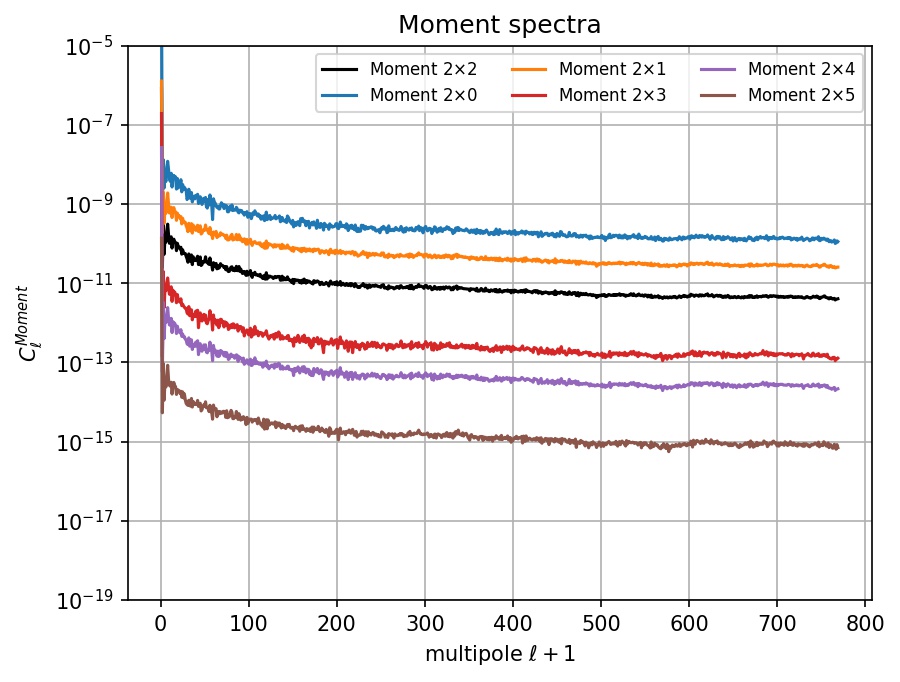 Moment spectra
10⁻⁵
10⁻⁷
10⁻⁹
10⁻¹¹
10⁻¹³
10⁻¹⁵
10⁻¹⁷
10⁻¹⁹
C_ℓ^Moment
Moment 2×2
Moment 2×0
Moment 2×1
Moment 2×3
Moment 2×4
Moment 2×5
0 100 200 300 400 500 600 700 800
multipole ℓ + 1